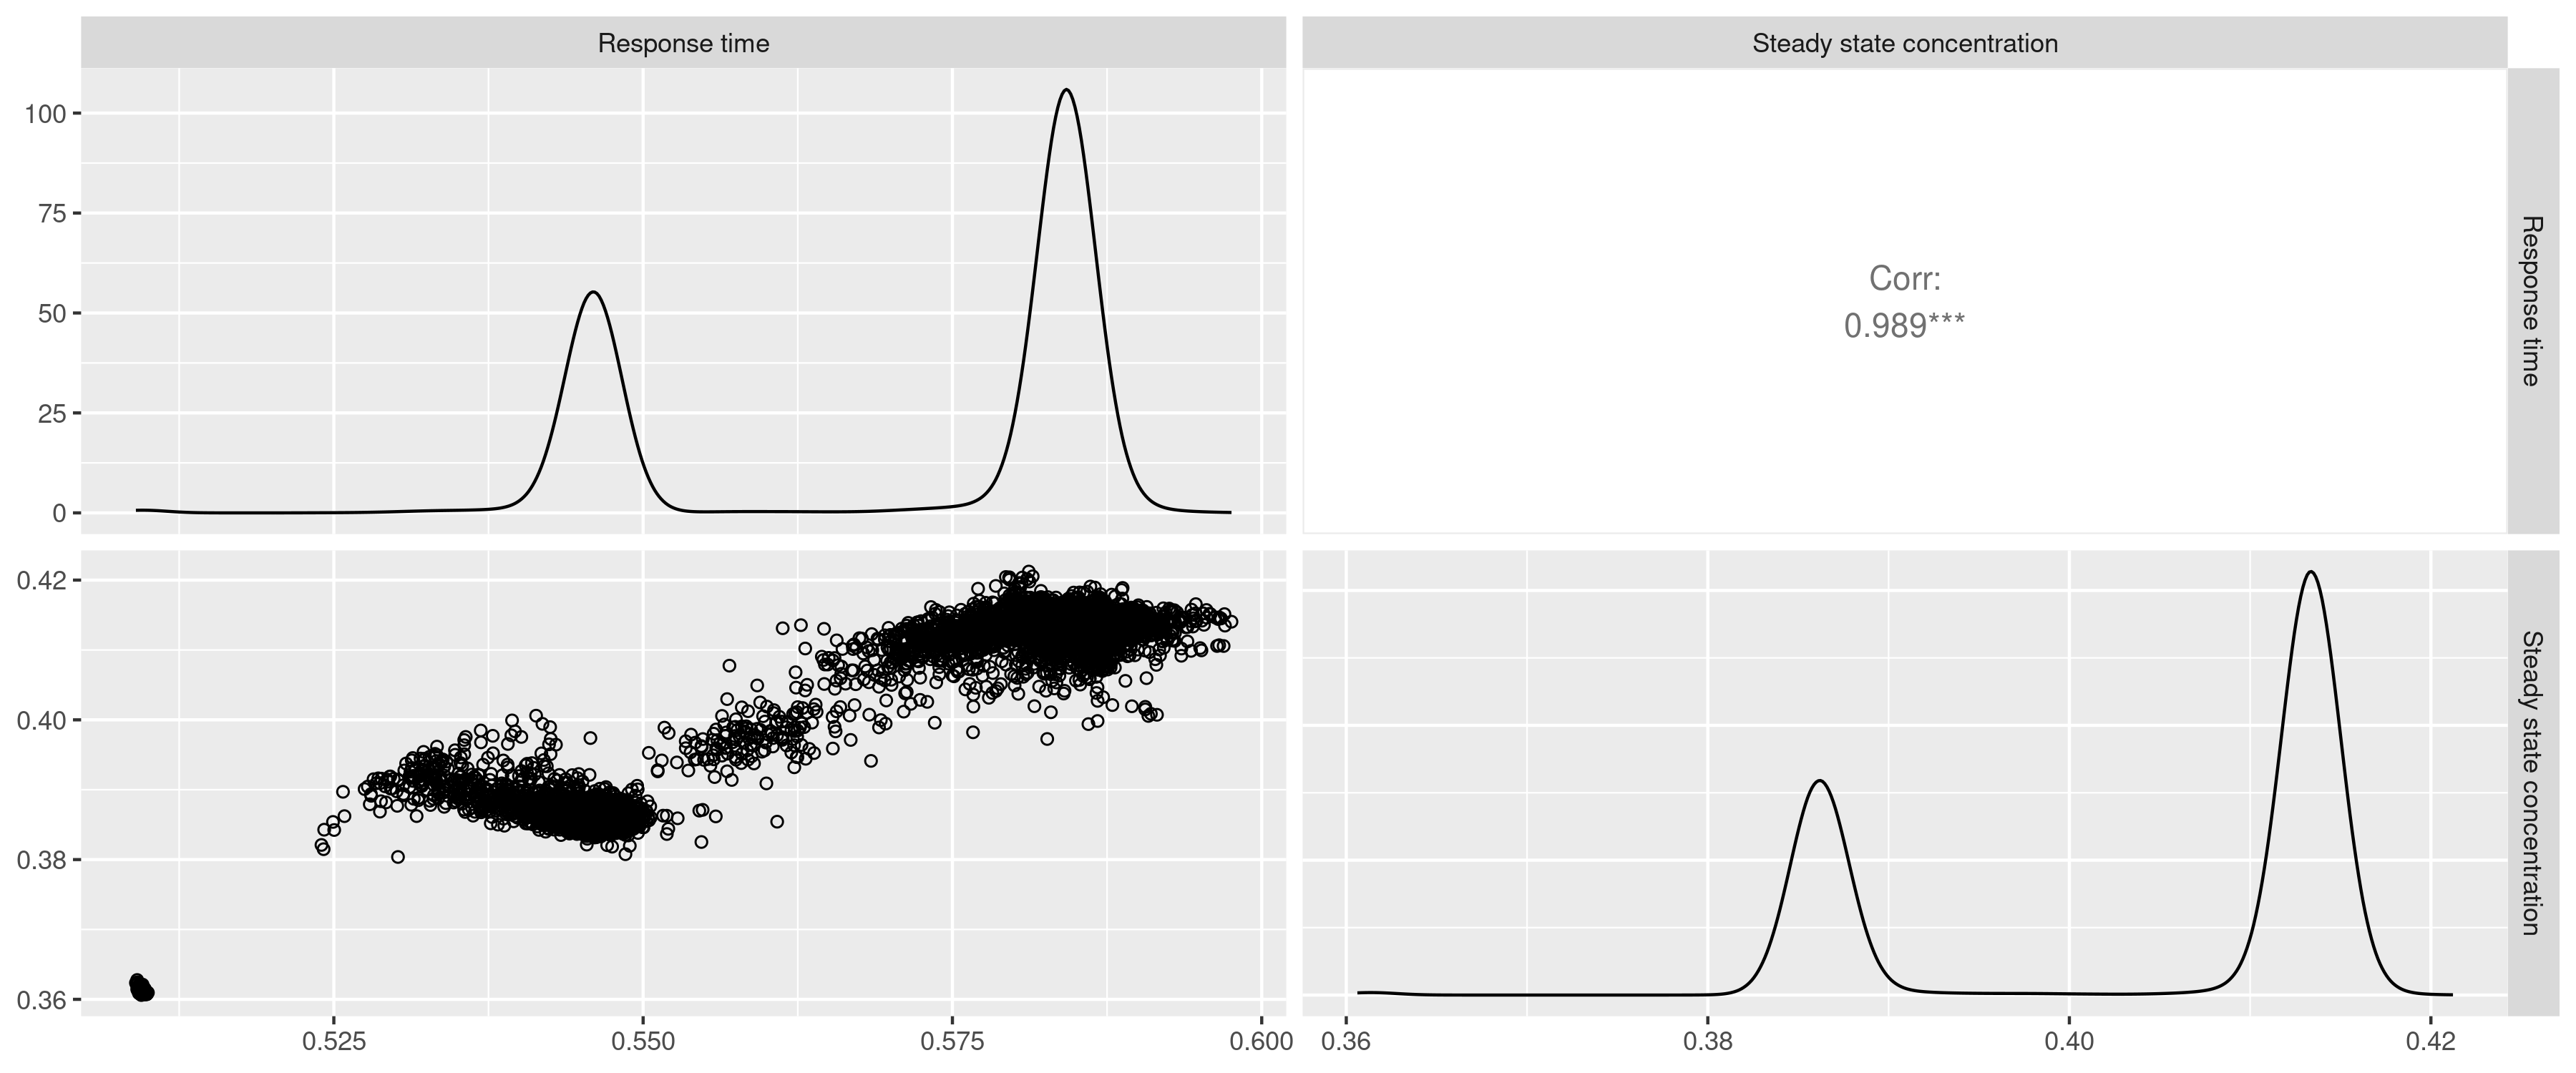 Response time
Steady state concentration
100
75
50
25
0
Corr:
0.989***
Response time
0.42
0.40
0.38
0.36
Steady state concentration
0.525 0.550 0.575 0.600 0.36 0.38 0.40 0.42